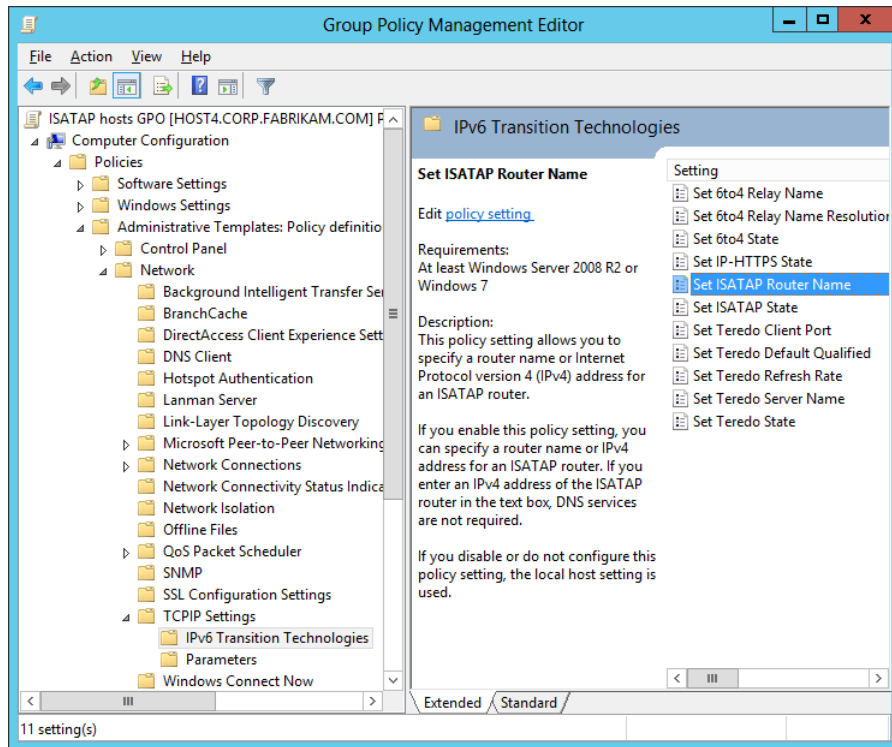 Group Policy Management Editor
File Action View Help
ISATAP hosts GPO [HOST4.CORP.FABRIKAM.COM] P
Computer Configuration
Policies
Software Settings
Windows Settings
Administrative Templates: Policy definitio
Control Panel
Network
Background Intelligent Transfer Ser
BranchCache
DirectAccess Client Experience Sett
DNS Client
Hotspot Authentication
Lanman Server
Link-Layer Topology Discovery
Microsoft Peer-to-Peer Networking
Network Connections
Network Connectivity Status Indica
Network Isolation
Offline Files
QoS Packet Scheduler
SNMP
SSL Configuration Settings
TCPIP Settings
IPv6 Transition Technologies
Parameters
Windows Connect Now
IPv6 Transition Technologies
Set ISATAP Router Name
Edit policy setting
Requirements:
At least Windows Server 2008 R2 or
Windows 7
Description:
This policy setting allows you to
specify a router name or Internet
Protocol version 4 (IPv4) address for
an ISATAP router.
If you enable this policy setting, you
can specify a router name or IPv4
address for an ISATAP router. If you
enter an IPv4 address of the ISATAP
router in the text box, DNS services
are not required.
If you disable or do not configure this
policy setting, the local host setting is
used.
Setting
Set 6to4 Relay Name
Set 6to4 Relay Name Resolution
Set 6to4 State
Set IP-HTTPS State
Set ISATAP Router Name
Set ISATAP State
Set Teredo Client Port
Set Teredo Default Qualified
Set Teredo Refresh Rate
Set Teredo Server Name
Set Teredo State
Extended Standard
11 setting(s)